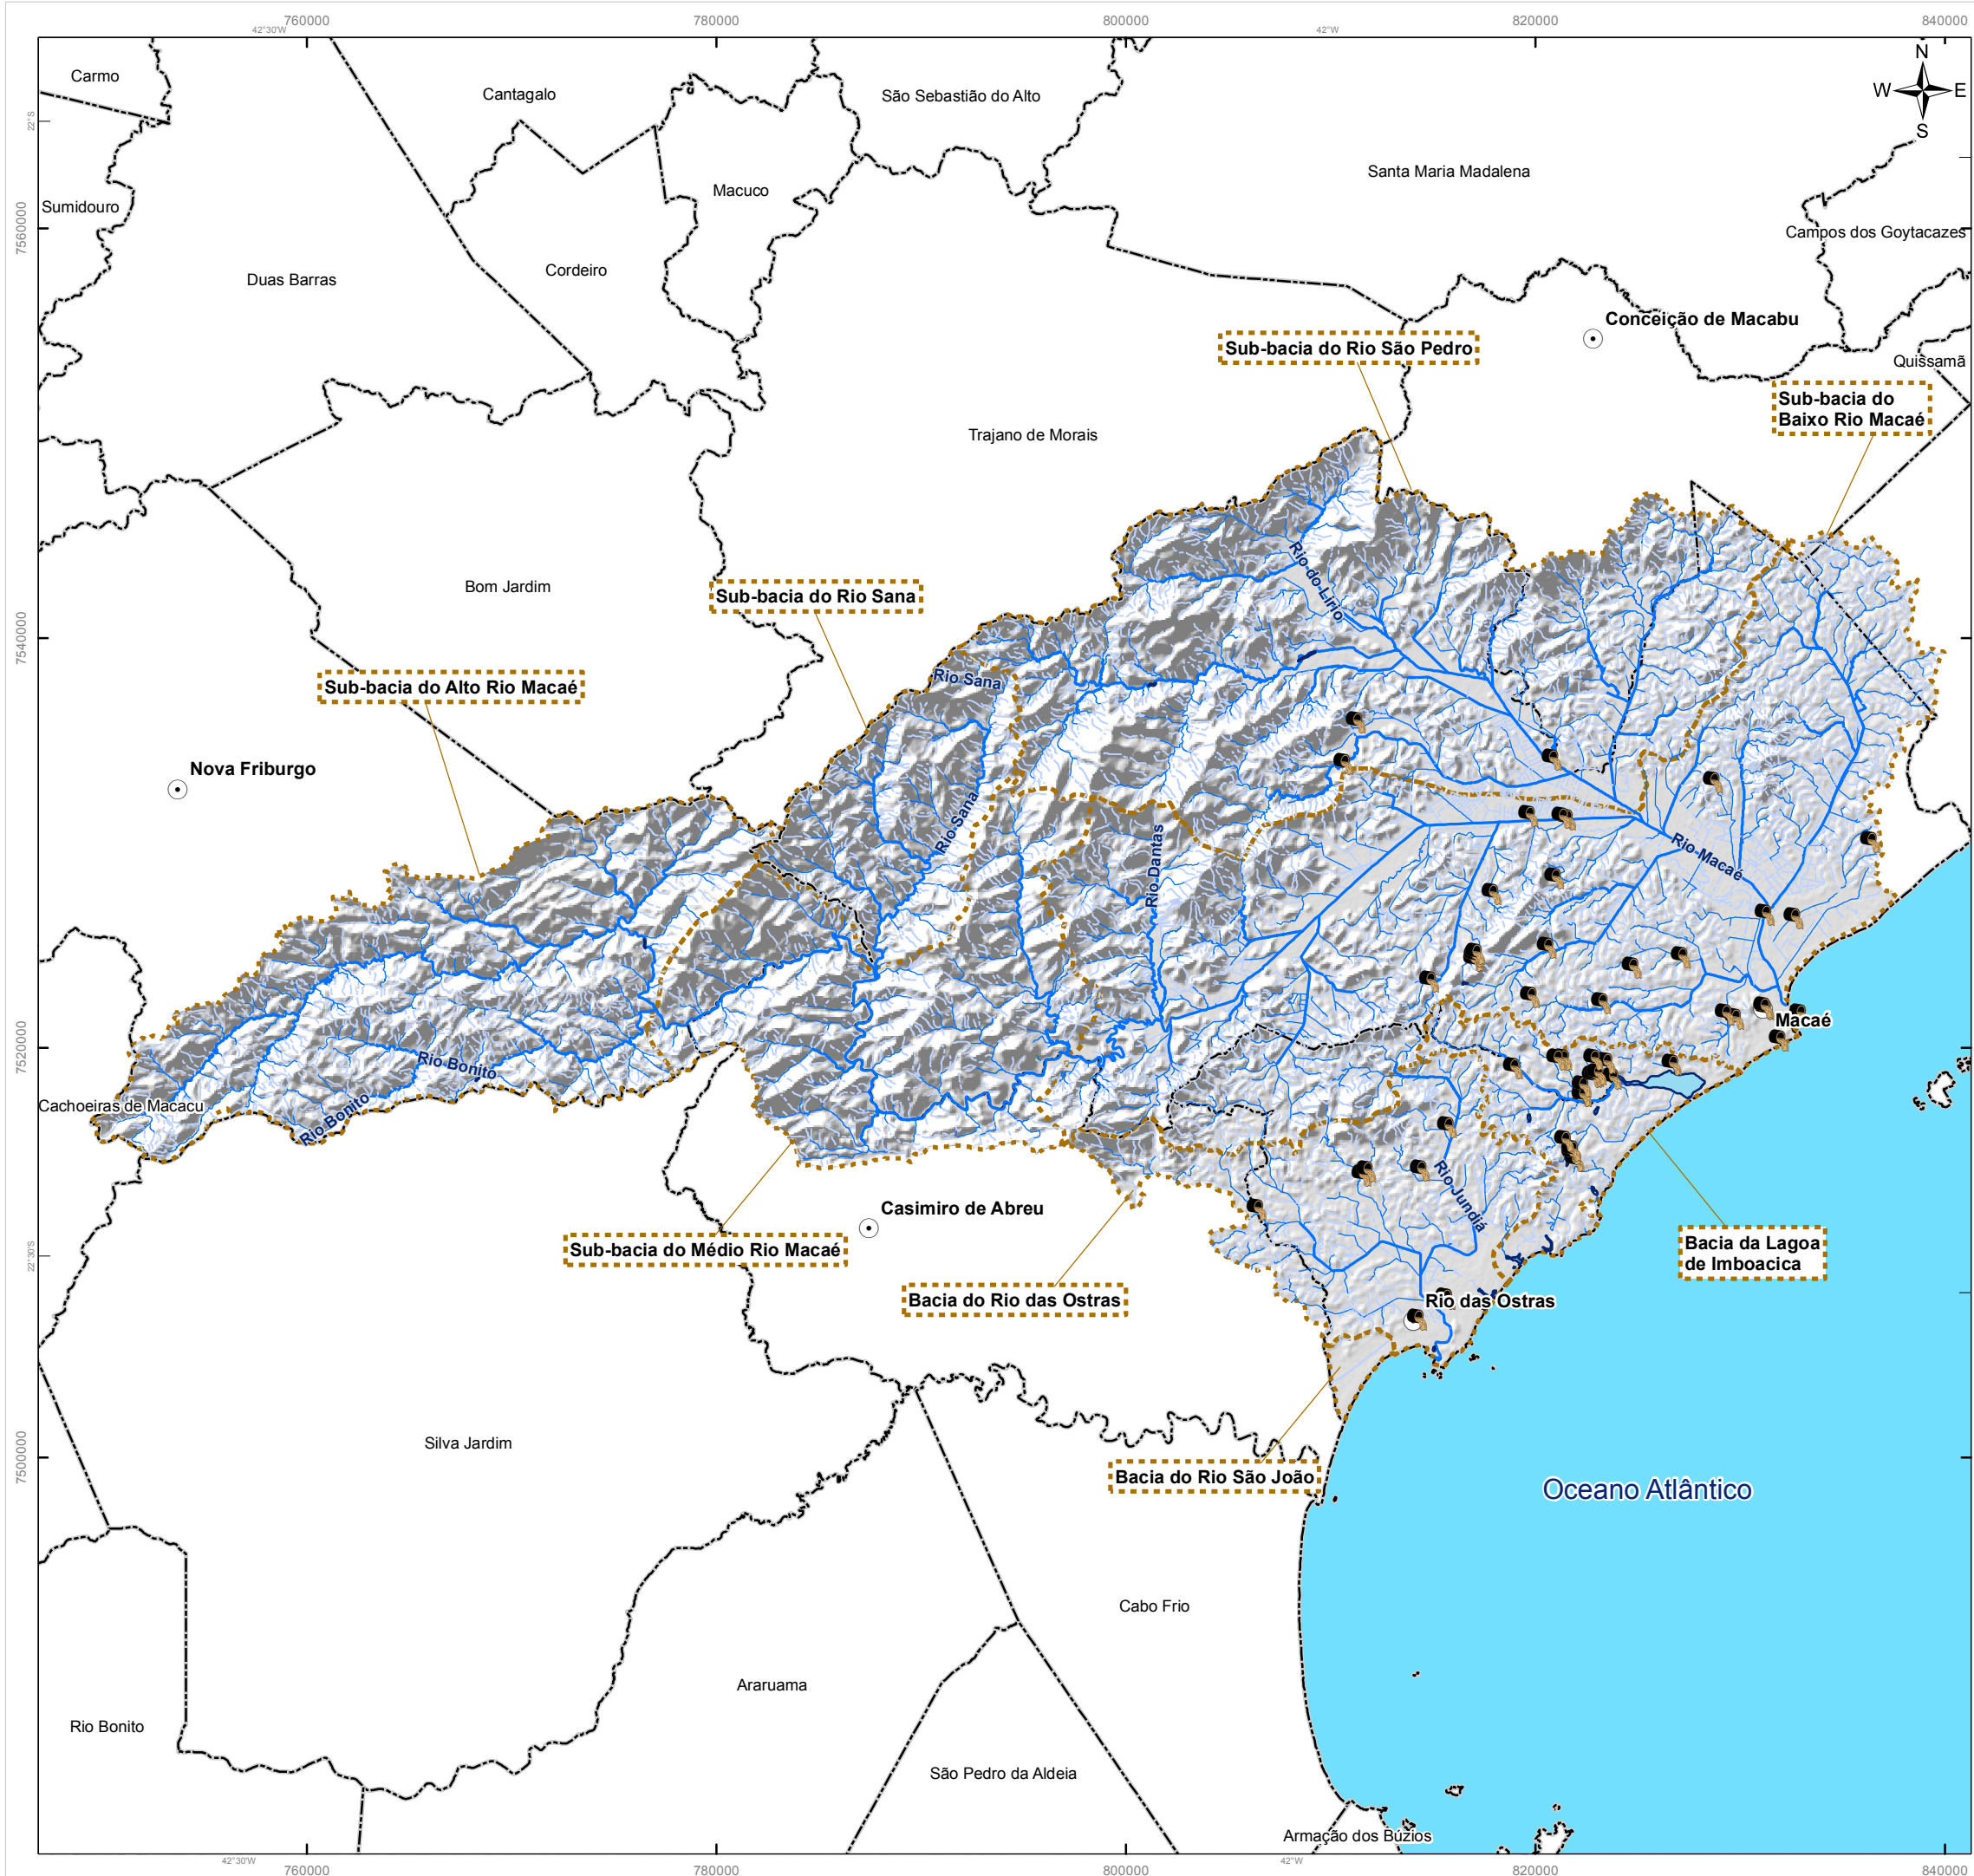 760000
780000
800000
820000
840000
42°30'W
42°W
N
W
E
S
Carmo
Cantagalo
São Sebastião do Alto
22°S
Santa Maria Madalena
Macuco
Sumidouro
7560000
Campos dos Goytacazes
Cordeiro
Duas Barras
Conceição de Macabu
Sub-bacia do Rio São Pedro
Quissamã
Sub-bacia do
Baixo Rio Macaé
Trajano de Morais
Rio do Lírio
Bom Jardim
Sub-bacia do Rio Sana
7540000
Rio Sana
Sub-bacia do Alto Rio Macaé
Nova Friburgo
Rio Sana
Rio Dantas
Rio Macaé
Macaé
7520000
Rio Bonito
Cachoeiras de Macacu
Rio Bonito
Rio Jundiá
Casimiro de Abreu
Sub-bacia do Médio Rio Macaé
Bacia da Lagoa
de Imboacica
22°30'S
Bacia do Rio das Ostras
Rio das Ostras
Silva Jardim
7500000
Bacia do Rio São João
Oceano Atlântico
Cabo Frio
Araruama
Rio Bonito
São Pedro da Aldeia
Armação dos Búzios
42°30'W
42°W
760000
780000
800000
820000
840000